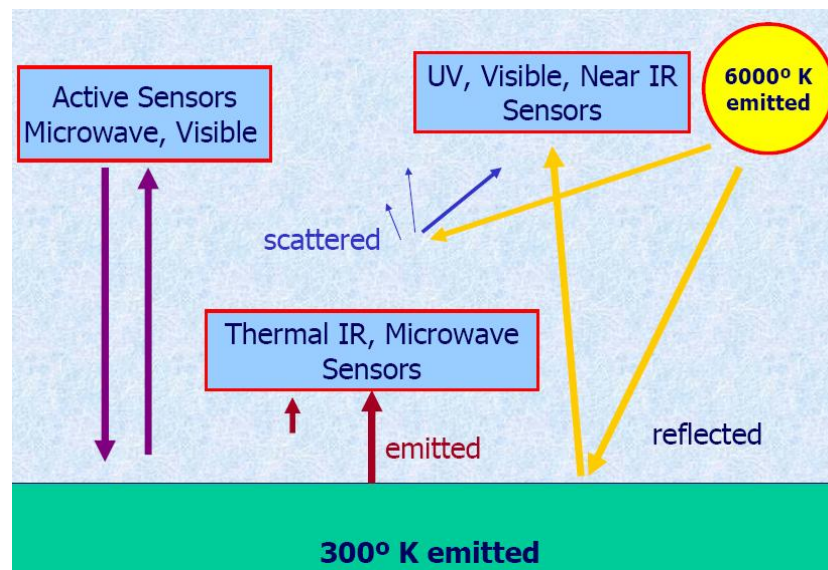 Active Sensors
Microwave, Visible
UV, Visible, Near IR
Sensors
6000º K
emitted
scattered
Thermal IR, Microwave
Sensors
emitted
reflected
300º K emitted